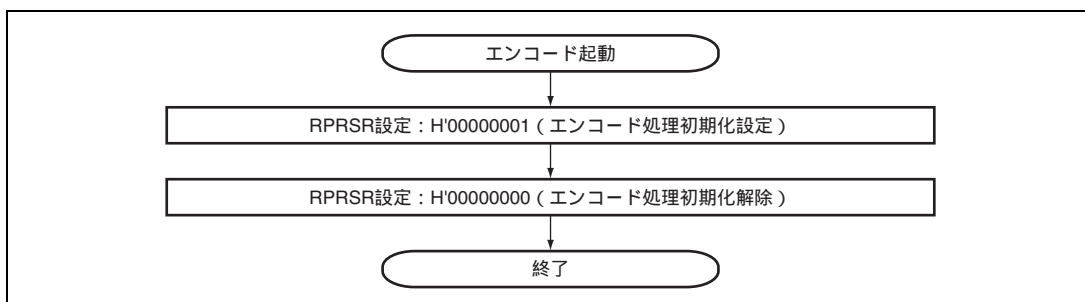 エンコード起動
RPRSR設定：H'00000001（エンコード処理初期化設定）
RPRSR設定：H'00000000（エンコード処理初期化解除）
終了